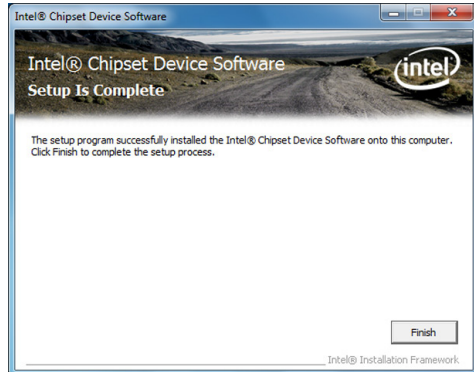 Intel® Chipset Device Software
Intel® Chipset Device Software
intel
Setup Is Complete
The setup program successfully installed the Intel® Chipset Device Software onto this computer.
Click Finish to complete the setup process.
Finish
Intel® Installation Framework